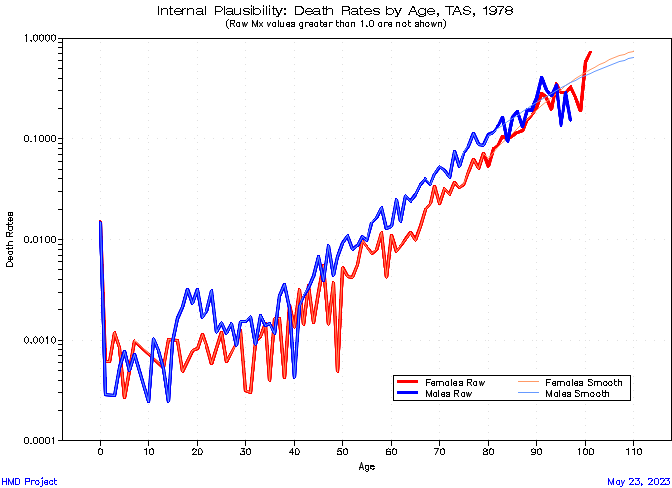 Internal Plausibility: Death Rates by Age, TAS, 1978
(Raw Mx values greater than 1.0 are not shown)
1.0000
0.1000
0.0100
0.0010
0.0001
Death Rates
Females Raw
Females Smooth
Males Raw
Males Smooth
0 10 20 30 40 50 60 70 80 90 100 110
Age
HMD Project
May 23, 2023